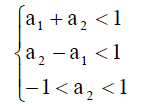 a₁ + a₂ < 1
a₂ − a₁ < 1
−1 < a₂ < 1